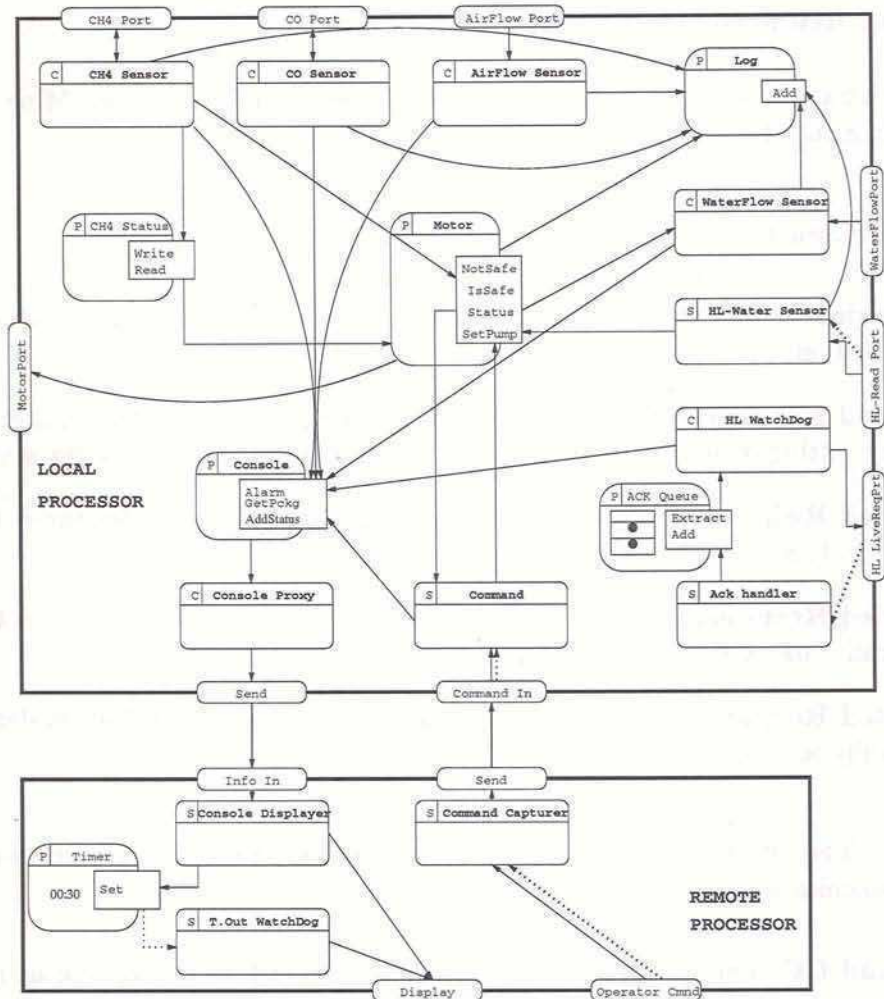 CH4 Port
CO Port
AirFlow Port
C CH4 Sensor
C CO Sensor
C AirFlow Sensor
P Log
Add
WaterFlowPort
P CH4 Status
Write
Read
P Motor
NotSafe
IsSafe
Status
SetPump
C WaterFlow Sensor
S HL-Water Sensor
HL-Read Port
MotorPort
C HL WatchDog
LOCAL
PROCESSOR
P Console
Alarm
GetPckg
AddStatus
P ACK Queue
Extract
Add
HL LiveReqPrt
C Console Proxy
S Command
S Ack handler
Send
Command In
Info In
Send
S Console Displayer
S Command Capturer
P Timer
00:30
Set
S T.Out WatchDog
REMOTE
PROCESSOR
Display
Operator Cmnd